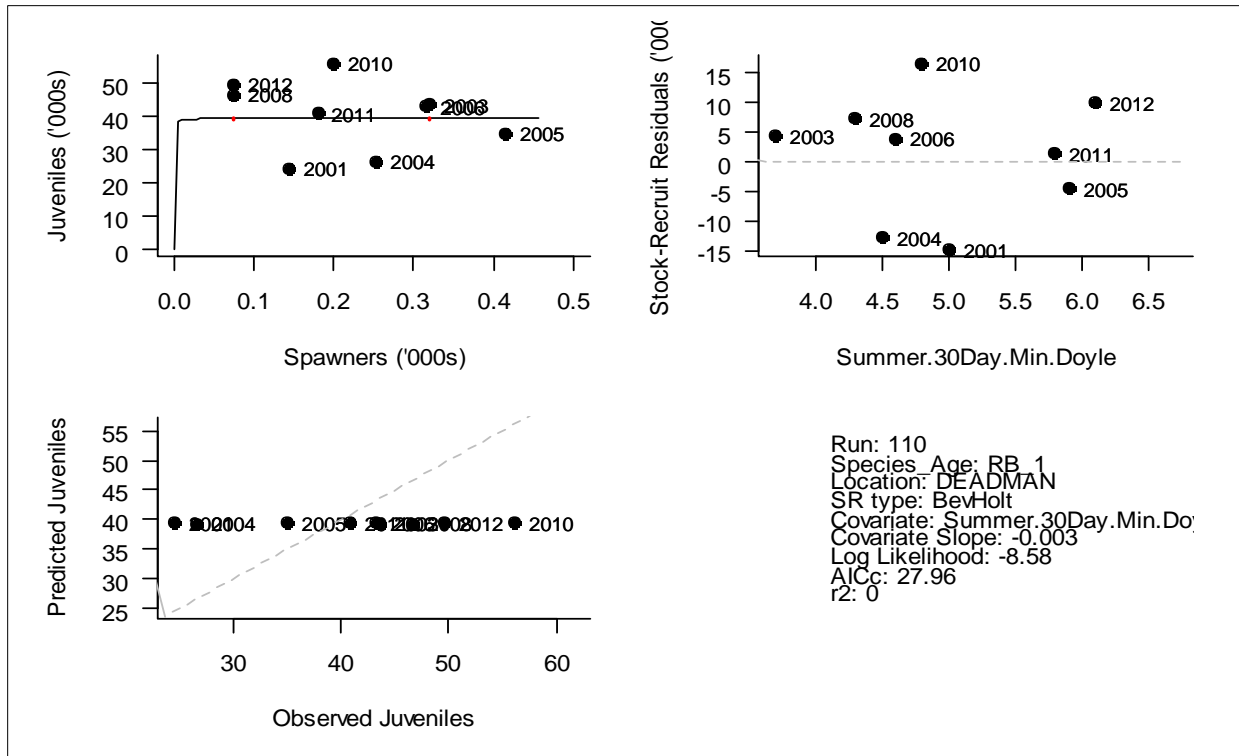 Juveniles ('000s)
50
40
30
20
10
0
2010
2012
2008
2003
2006
2011
2005
2001
2004
0.0 0.1 0.2 0.3 0.4 0.5
Spawners ('000s)
Stock-Recruit Residuals ('00(
15
10
5
0
-5
-10
-15
2010
2012
2008
2003
2006
2011
2005
2004
2001
4.0 4.5 5.0 5.5 6.0 6.5
Summer.30Day.Min.Doyle
Predicted Juveniles
55
50
45
40
35
30
25
2001 2004 2005 2011 2008 2012 2010
30 40 50 60
Observed Juveniles
Run: 110
Species_Age: RB_1
Location: DEADMAN
SR type: BevHolt
Covariate: Summer.30Day.Min.Doy
Covariate Slope: -0.003
Log Likelihood: -8.58
AICc: 27.96
r2: 0